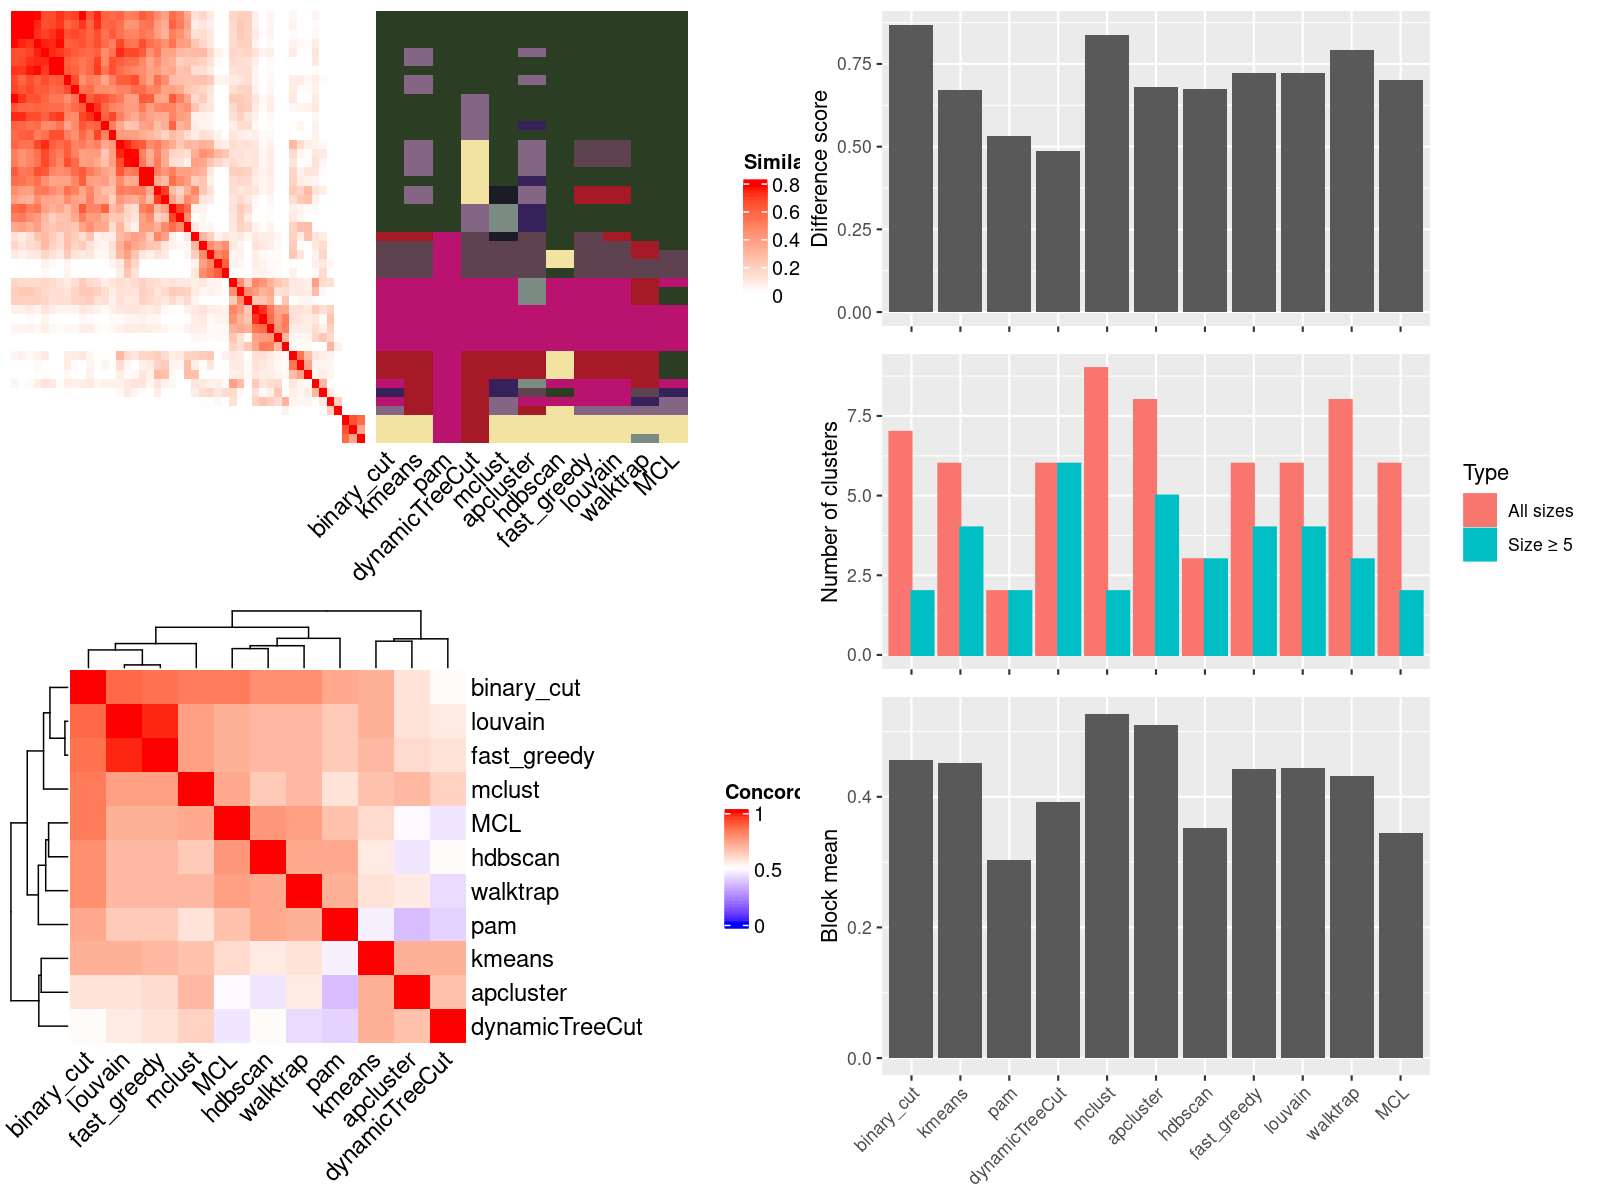 Simila
0.8
0.6
0.4
0.2
0
binary_cut
kmeans
pam
dynamicTreeCut
mclust
apcluster
hdbscan
fast_greedy
louvain
walktrap
MCL
binary_cut
louvain
fast_greedy
mclust
MCL
hdbscan
walktrap
pam
kmeans
apcluster
dynamicTreeCut
binary_cut
louvain
fast_greedy
mclust
MCL
hdbscan
walktrap
pam
kmeans
apcluster
dynamicTreeCut
Concord
1
0.5
0
Difference score
0.75
0.50
0.25
0.00
Number of clusters
7.5
5.0
2.5
0.0
Type
All sizes
Size ≥ 5
Block mean
0.4
0.2
0.0
binary_cut
kmeans
pam
dynamicTreeCut
mclust
apcluster
hdbscan
fast_greedy
louvain
walktrap
MCL